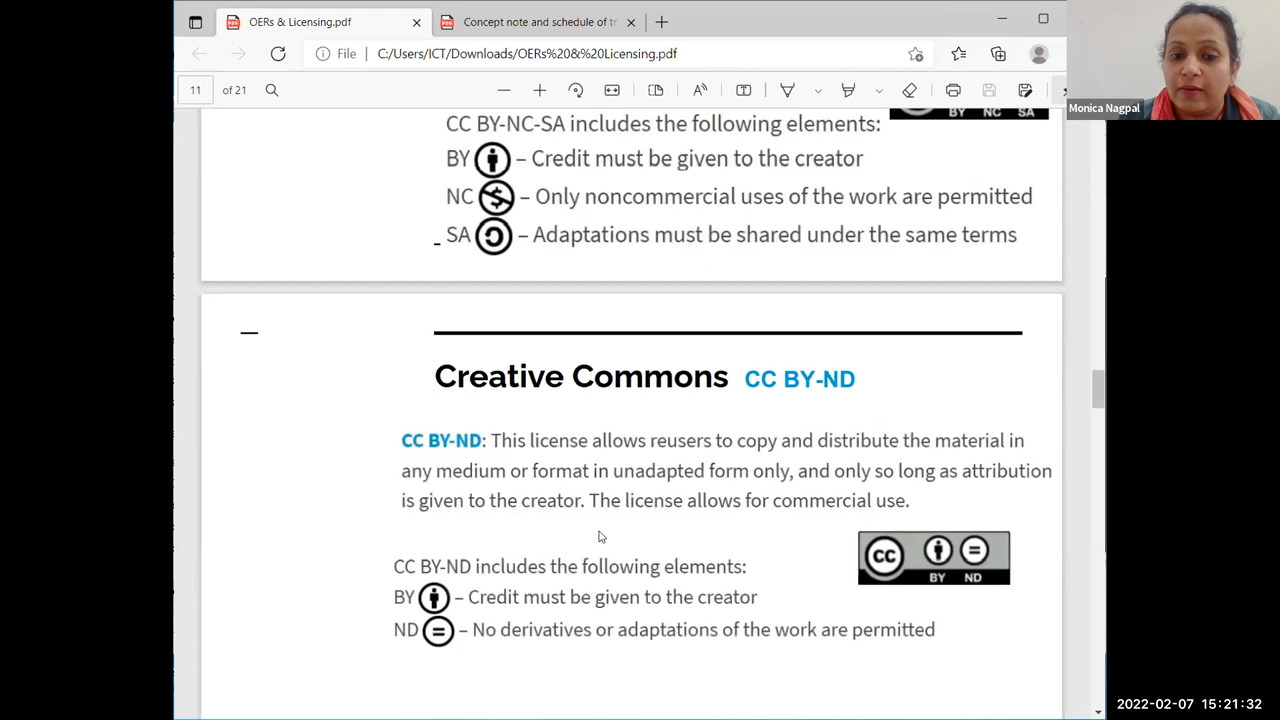 OERs & Licensing.pdf
Concept note and schedule of tr
File
C:/Users/ICT/Downloads/OERs%20&%20Licensing.pdf
11 of 21
Monica Nagpal
BY NC SA
CC BY-NC-SA includes the following elements:
BY – Credit must be given to the creator
NC – Only noncommercial uses of the work are permitted
SA – Adaptations must be shared under the same terms
Creative Commons CC BY-ND
CC BY-ND: This license allows reusers to copy and distribute the material in
any medium or format in unadapted form only, and only so long as attribution
is given to the creator. The license allows for commercial use.
CC BY ND
CC BY-ND includes the following elements:
BY – Credit must be given to the creator
ND – No derivatives or adaptations of the work are permitted
2022-02-07 15:21:32